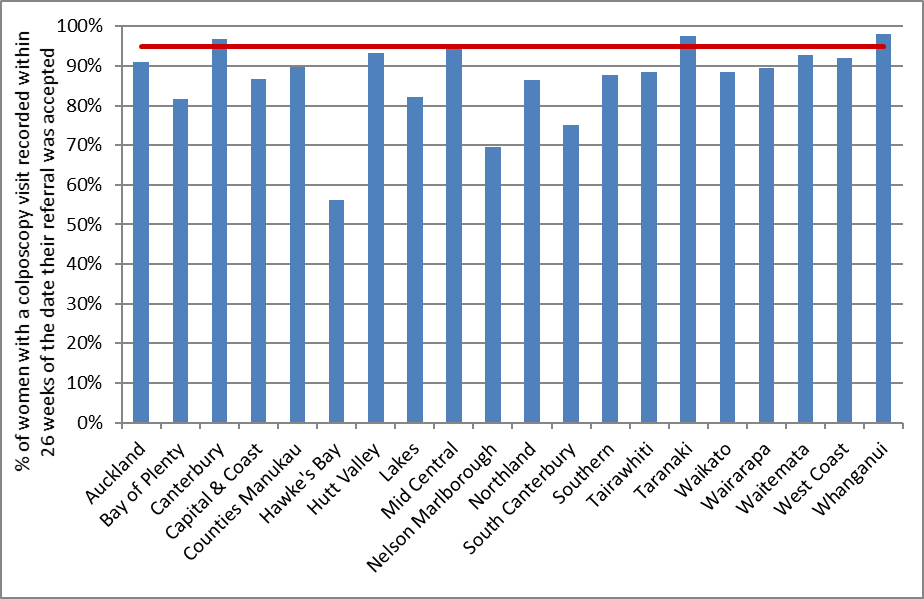 % of women with a colposcopy visit recorded within
26 weeks of the date their referral was accepted
100%
90%
80%
70%
60%
50%
40%
30%
20%
10%
0%
Auckland
Bay of Plenty
Canterbury
Capital & Coast
Counties Manukau
Hawke's Bay
Hutt Valley
Lakes
Mid Central
Nelson Marlborough
Northland
South Canterbury
Southern
Tairawhiti
Taranaki
Waikato
Wairarapa
Waitemata
West Coast
Whanganui